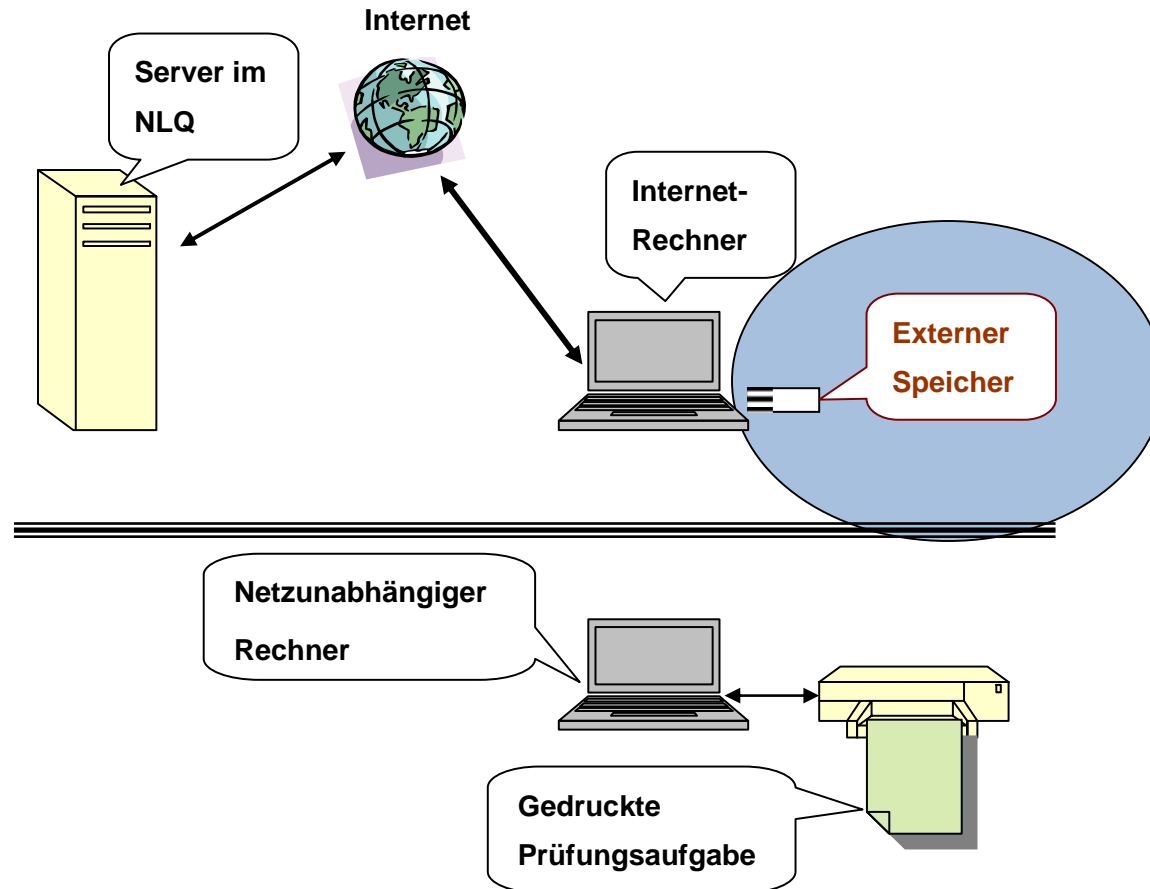 Internet
Server im
NLQ
Internet-
Rechner
Externer
Speicher
Netzunabhängiger
Rechner
Gedruckte
Prüfungsaufgabe